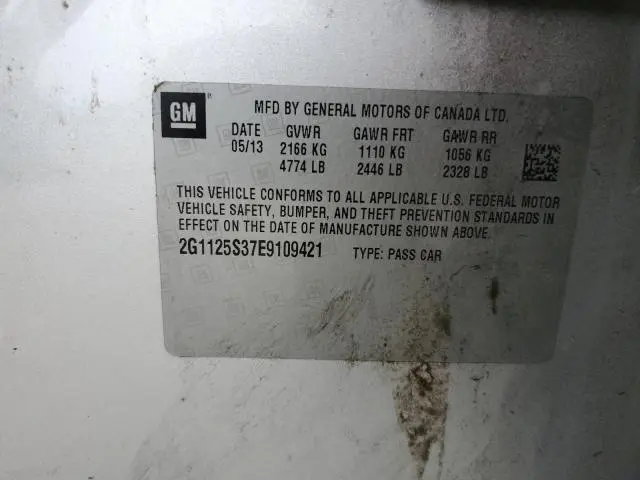 GM
MFD BY GENERAL MOTORS OF CANADA LTD.
DATE GVWR GAWR FRT GAWR RR
05/13 2166 KG 1110 KG 1056 KG
4774 LB 2446 LB 2328 LB
THIS VEHICLE CONFORMS TO ALL APPLICABLE U.S. FEDERAL MOTOR
VEHICLE SAFETY, BUMPER, AND THEFT PREVENTION STANDARDS IN
EFFECT ON THE DATE OF MANUFACTURE SHOWN ABOVE.
2G1125S37E9109421 TYPE: PASS CAR